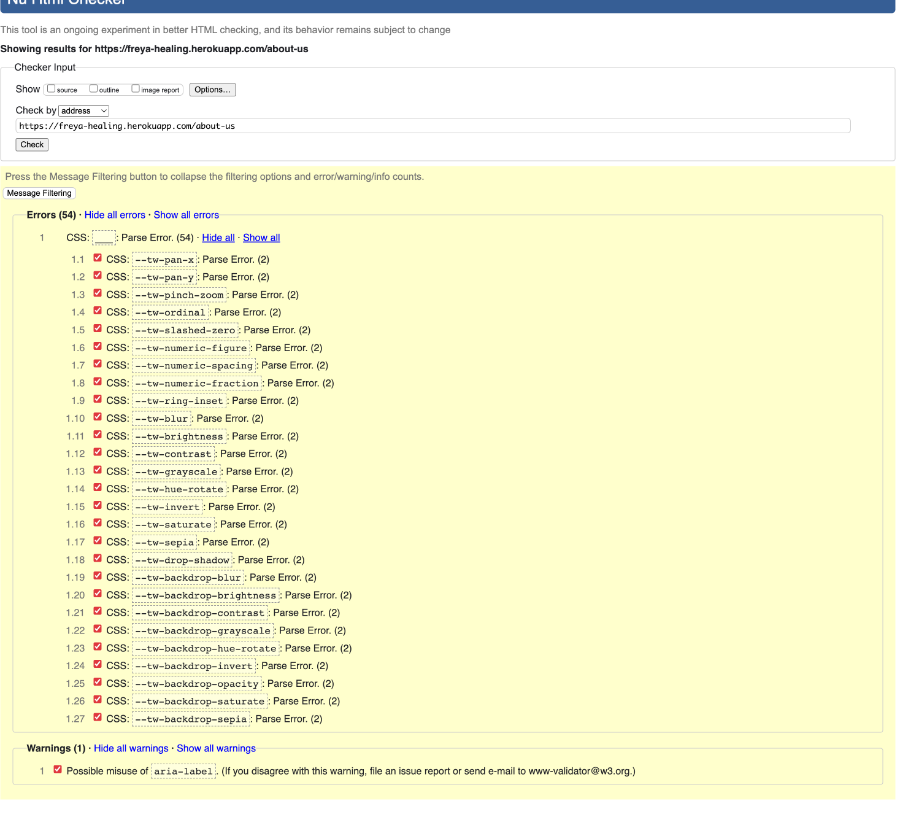 Nu Html Checker
This tool is an ongoing experiment in better HTML checking, and its behavior remains subject to change
Showing results for https://freya-healing.herokuapp.com/about-us
Checker Input
Show source outline image report Options...
Check by address
https://freya-healing.herokuapp.com/about-us
Check
Press the Message Filtering button to collapse the filtering options and error/warning/info counts.
Message Filtering
Errors (54) · Hide all errors · Show all errors
1 CSS: ___: Parse Error. (54) · Hide all · Show all
1.1 CSS: --tw-pan-x: Parse Error. (2)
1.2 CSS: --tw-pan-y: Parse Error. (2)
1.3 CSS: --tw-pinch-zoom: Parse Error. (2)
1.4 CSS: --tw-ordinal: Parse Error. (2)
1.5 CSS: --tw-slashed-zero: Parse Error. (2)
1.6 CSS: --tw-numeric-figure: Parse Error. (2)
1.7 CSS: --tw-numeric-spacing: Parse Error. (2)
1.8 CSS: --tw-numeric-fraction: Parse Error. (2)
1.9 CSS: --tw-ring-inset: Parse Error. (2)
1.10 CSS: --tw-blur: Parse Error. (2)
1.11 CSS: --tw-brightness: Parse Error. (2)
1.12 CSS: --tw-contrast: Parse Error. (2)
1.13 CSS: --tw-grayscale: Parse Error. (2)
1.14 CSS: --tw-hue-rotate: Parse Error. (2)
1.15 CSS: --tw-invert: Parse Error. (2)
1.16 CSS: --tw-saturate: Parse Error. (2)
1.17 CSS: --tw-sepia: Parse Error. (2)
1.18 CSS: --tw-drop-shadow: Parse Error. (2)
1.19 CSS: --tw-backdrop-blur: Parse Error. (2)
1.20 CSS: --tw-backdrop-brightness: Parse Error. (2)
1.21 CSS: --tw-backdrop-contrast: Parse Error. (2)
1.22 CSS: --tw-backdrop-grayscale: Parse Error. (2)
1.23 CSS: --tw-backdrop-hue-rotate: Parse Error. (2)
1.24 CSS: --tw-backdrop-invert: Parse Error. (2)
1.25 CSS: --tw-backdrop-opacity: Parse Error. (2)
1.26 CSS: --tw-backdrop-saturate: Parse Error. (2)
1.27 CSS: --tw-backdrop-sepia: Parse Error. (2)
Warnings (1) · Hide all warnings · Show all warnings
1 Possible misuse of aria-label. (If you disagree with this warning, file an issue report or send e-mail to www-validator@w3.org.)